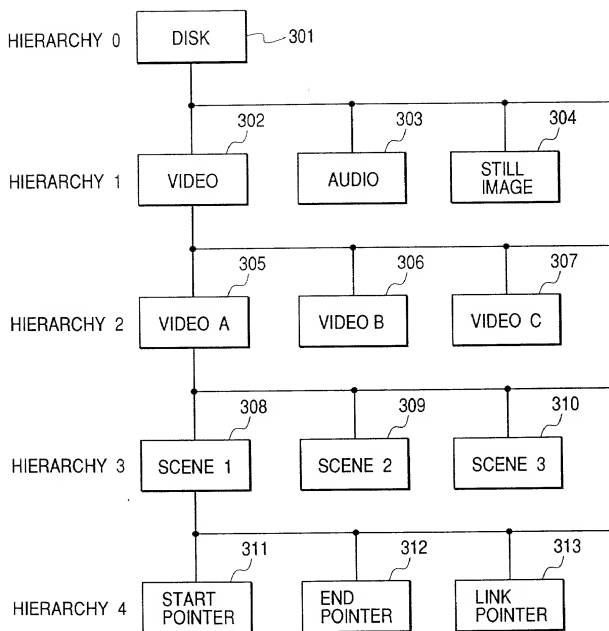 HIERARCHY 0 DISK 301
302 303 304
HIERARCHY 1 VIDEO AUDIO STILL
IMAGE
305 306 307
HIERARCHY 2 VIDEO A VIDEO B VIDEO C
308 309 310
HIERARCHY 3 SCENE 1 SCENE 2 SCENE 3
311 312 313
HIERARCHY 4 START
POINTER END
POINTER LINK
POINTER